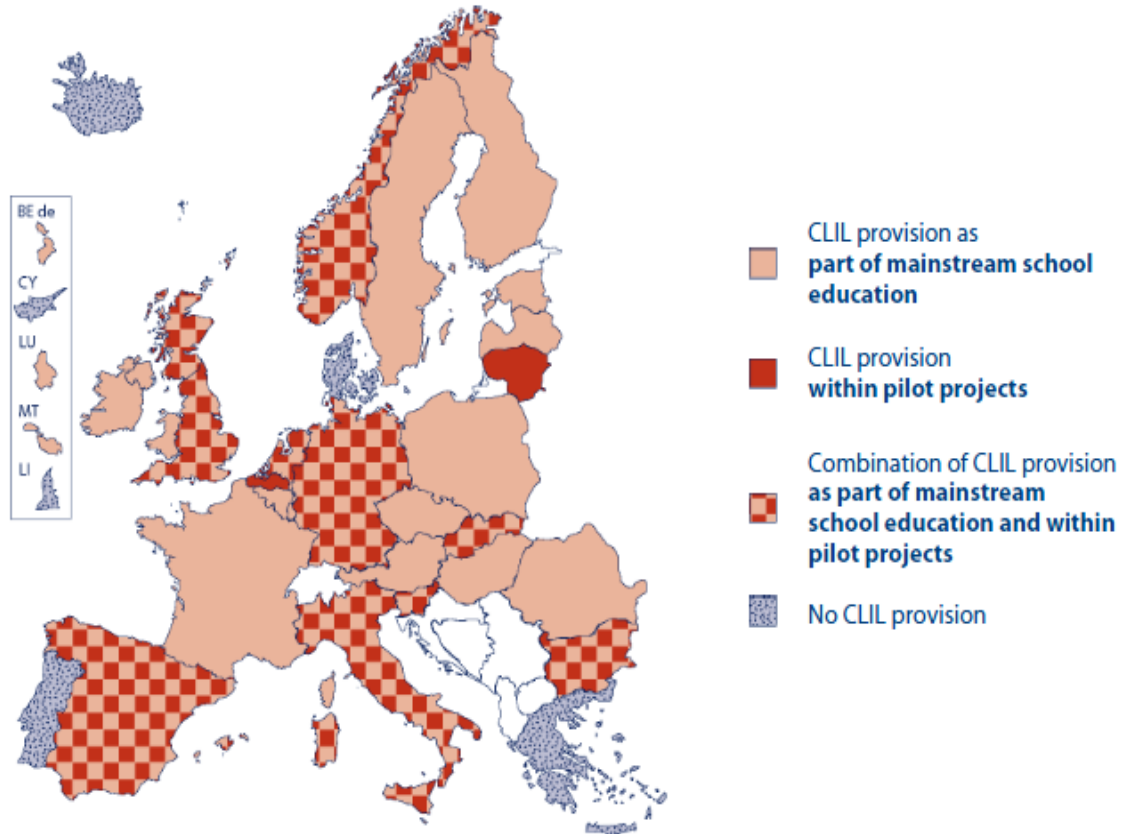 BE de
CY
LU
MT
LI
CLIL provision as
part of mainstream school
education
CLIL provision
within pilot projects
Combination of CLIL provision
as part of mainstream
school education and within
pilot projects
No CLIL provision